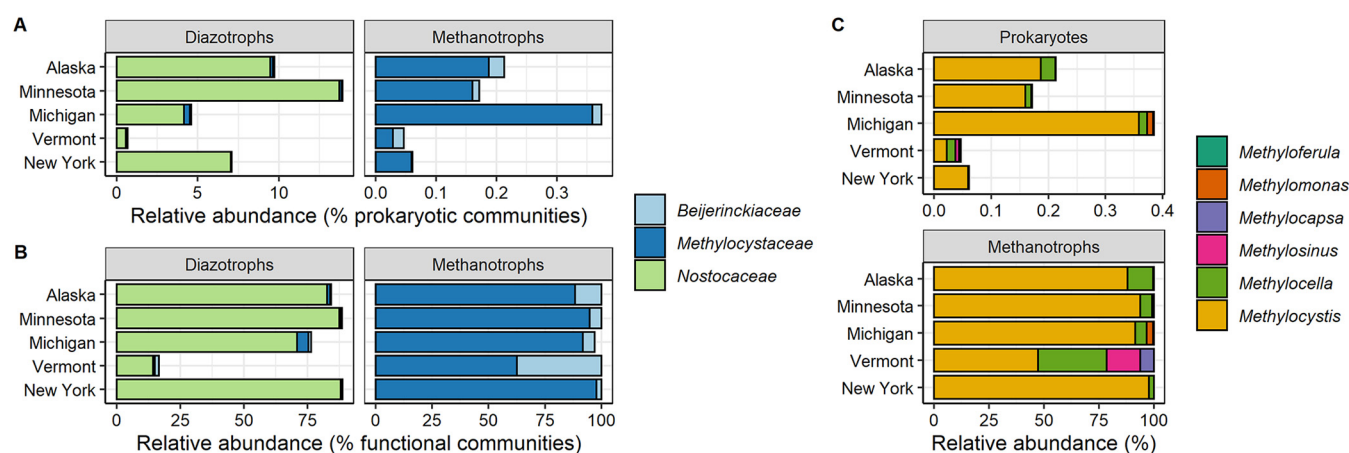 A
Diazotrophs
Methanotrophs
Alaska
Minnesota
Michigan
Vermont
New York
0 5 10
0.0 0.1 0.2 0.3
Relative abundance (% prokaryotic communities)
B
Diazotrophs
Methanotrophs
Alaska
Minnesota
Michigan
Vermont
New York
0 25 50 75
0 25 50 75 100
Relative abundance (% functional communities)
Beijerinckiaceae
Methylocystaceae
Nostocaceae
C
Prokaryotes
Alaska
Minnesota
Michigan
Vermont
New York
0.0 0.1 0.2 0.3 0.4
Methanotrophs
Alaska
Minnesota
Michigan
Vermont
New York
0 25 50 75 100
Relative abundance (%)
Methyloferula
Methylomonas
Methylocapsa
Methylosinus
Methylocella
Methylocystis